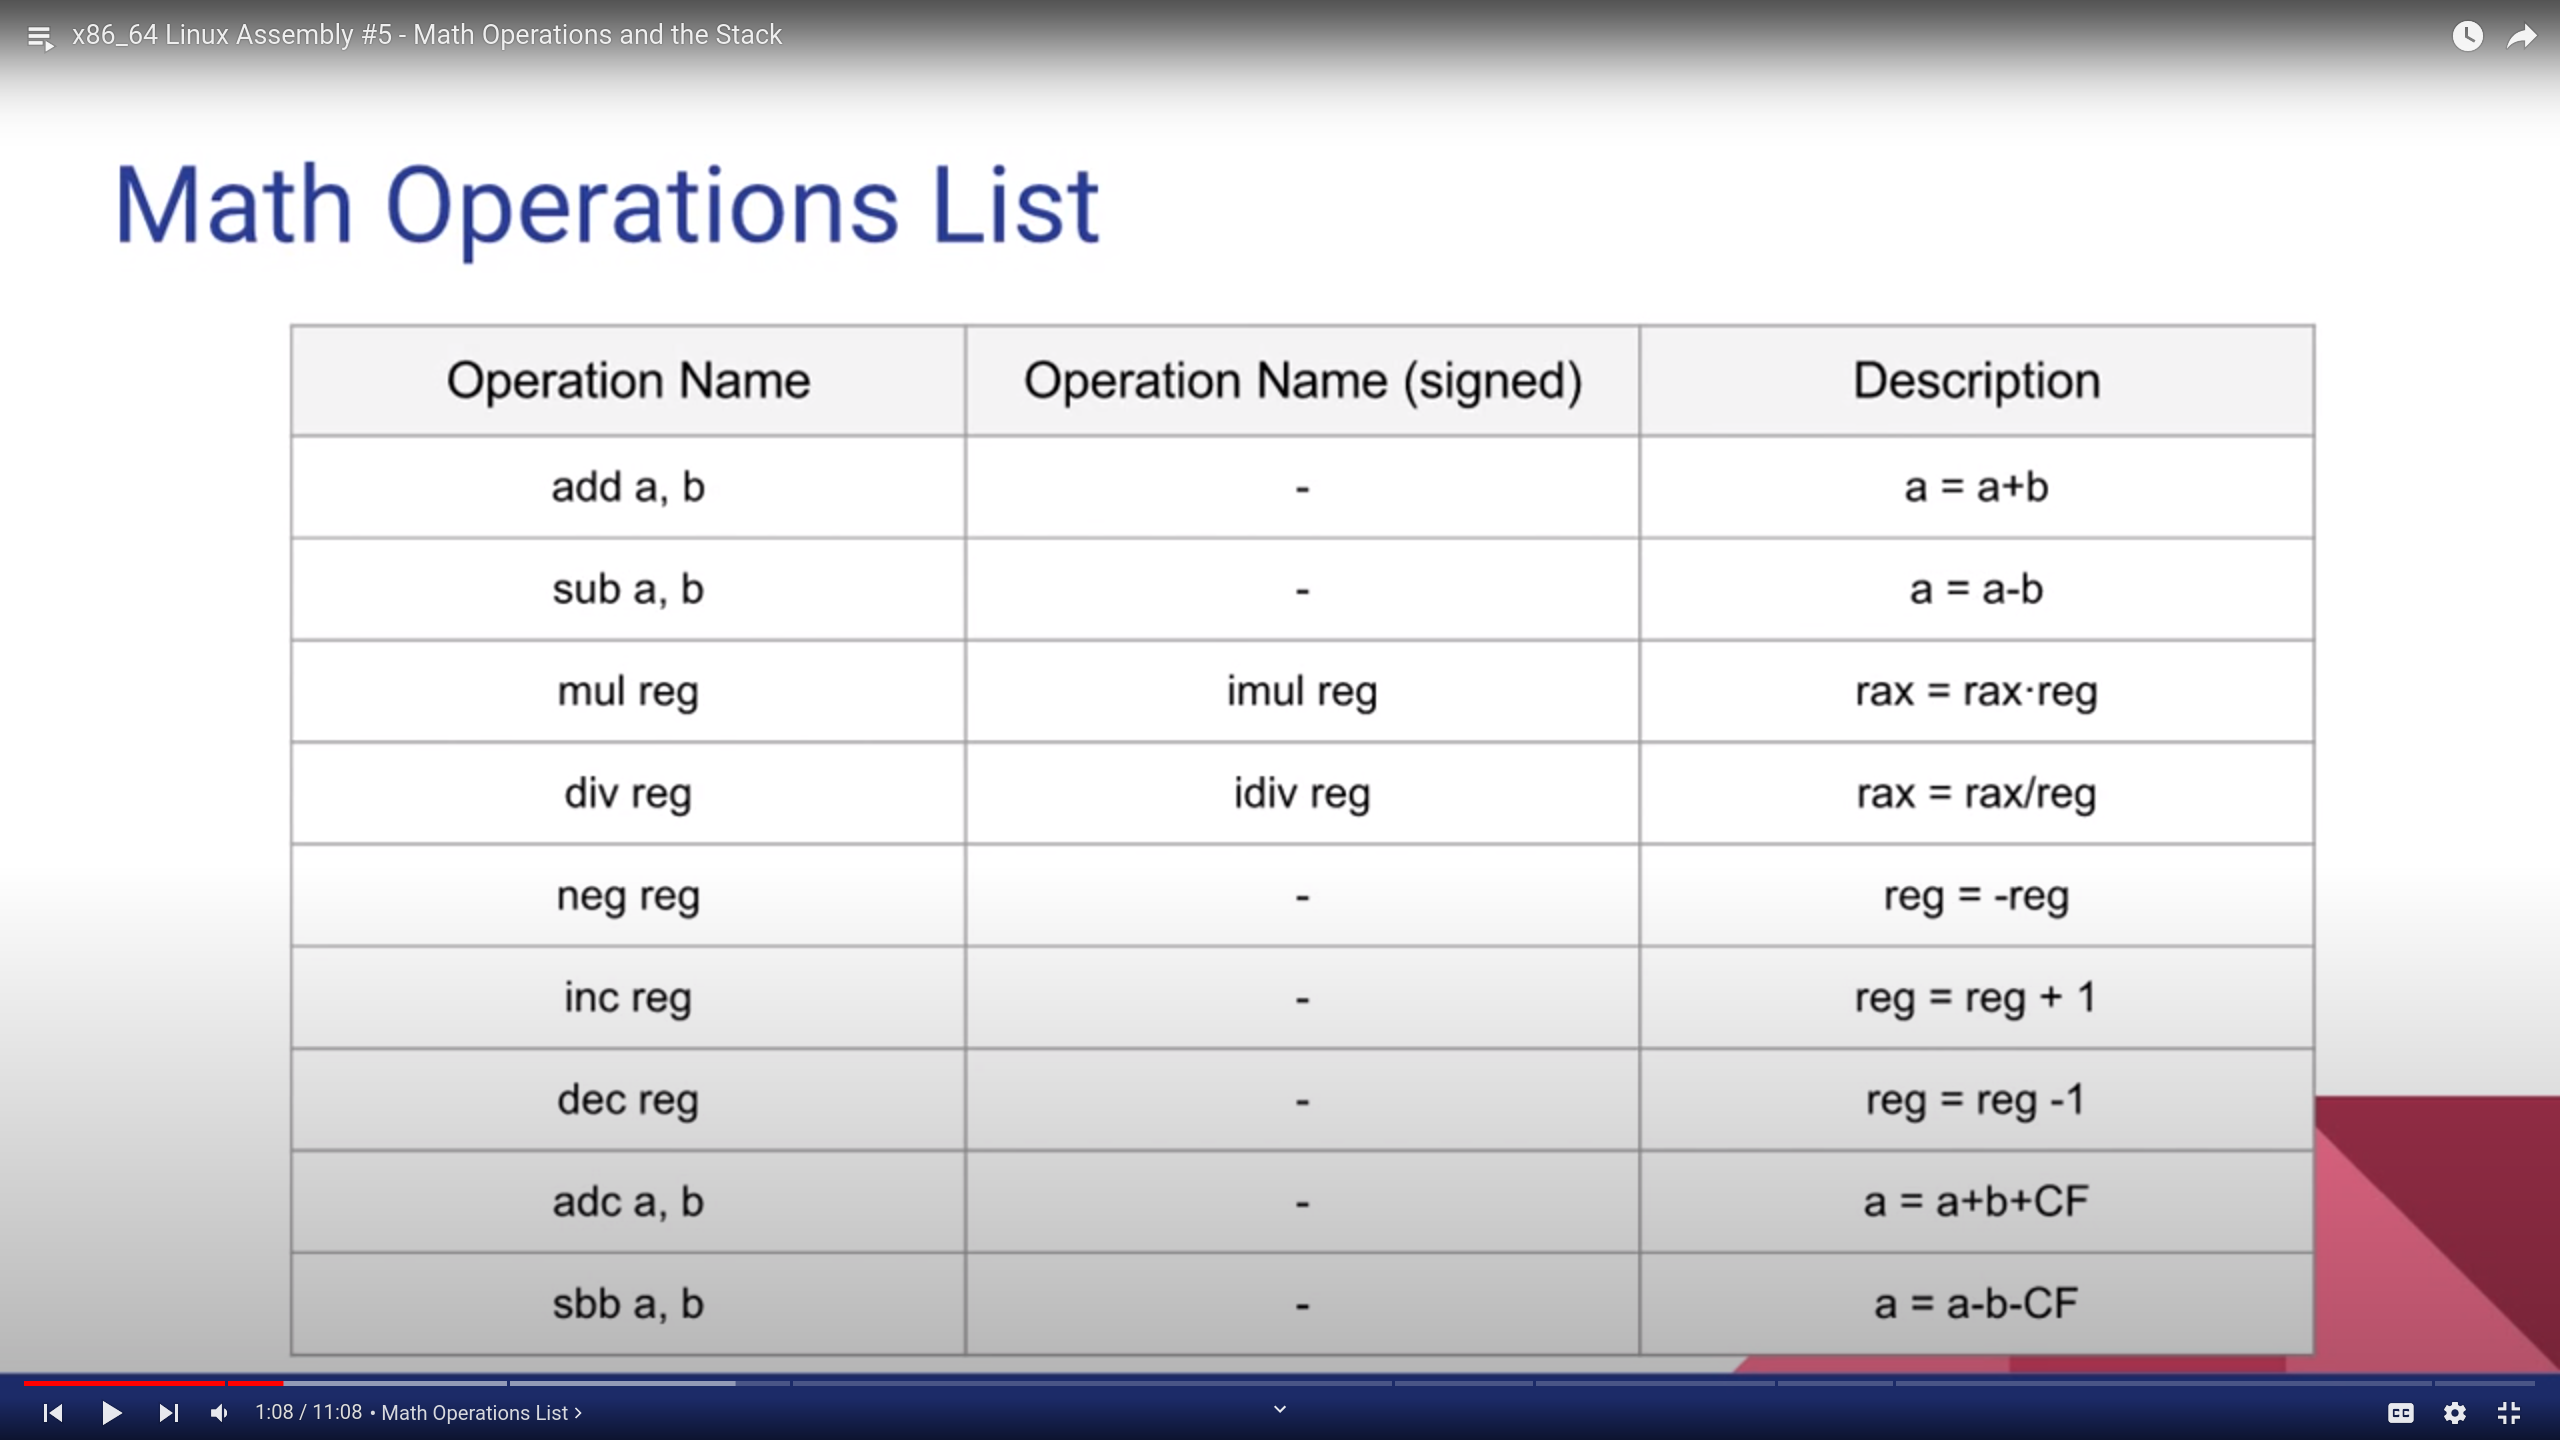 x86_64 Linux Assembly #5 - Math Operations and the Stack
Math Operations List
Operation Name Operation Name (signed) Description
add a, b - a = a+b
sub a, b - a = a-b
mul reg imul reg rax = rax·reg
div reg idiv reg rax = rax/reg
neg reg - reg = -reg
inc reg - reg = reg + 1
dec reg - reg = reg -1
adc a, b - a = a+b+CF
sbb a, b - a = a-b-CF
1:08 / 11:08 • Math Operations List
CC